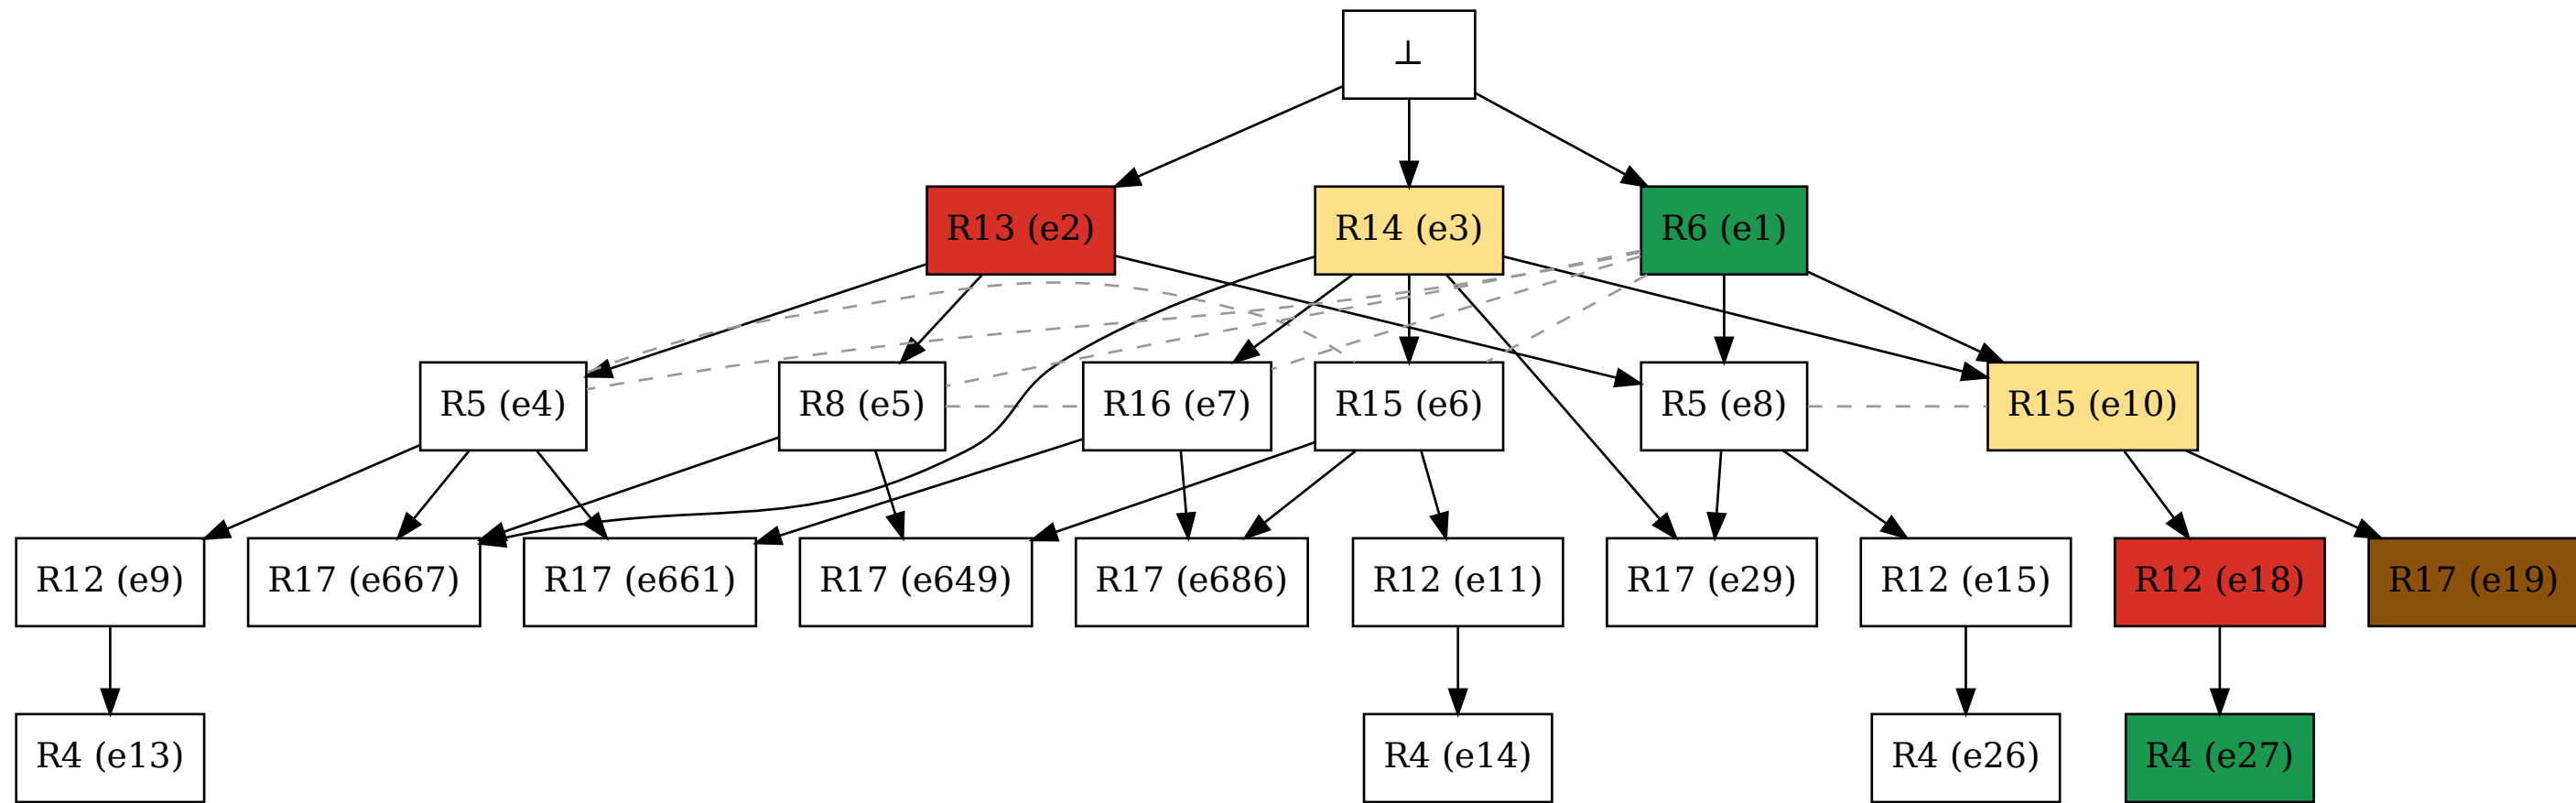 ⊥
R13 (e2)
R14 (e3)
R6 (e1)
R5 (e4)
R8 (e5)
R16 (e7)
R15 (e6)
R5 (e8)
R15 (e10)
R12 (e9)
R17 (e667)
R17 (e661)
R17 (e649)
R17 (e686)
R12 (e11)
R17 (e29)
R12 (e15)
R12 (e18)
R17 (e19)
R4 (e13)
R4 (e14)
R4 (e26)
R4 (e27)